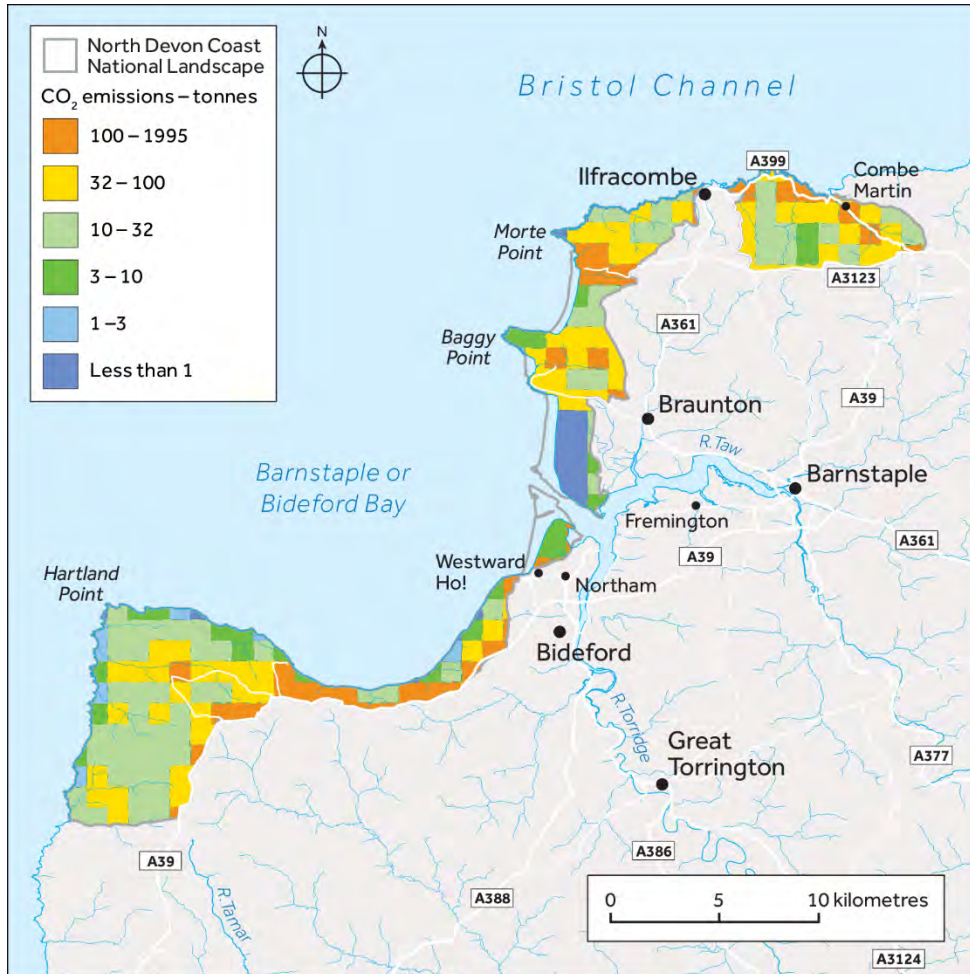 North Devon Coast
National Landscape
CO₂ emissions – tonnes
100 – 1995
32 – 100
10 – 32
3 – 10
1 –3
Less than 1
N
Bristol Channel
A399
Ilfracombe
Combe
Martin
Morte
Point
A3123
A361
Baggy
Point
A39
Braunton
R.Taw
Barnstaple or
Bideford Bay
Barnstaple
Fremington
A361
A39
Hartland
Point
Westward
Ho!
Northam
Bideford
R.Torridge
Great
Torrington
A377
A39
A386
R.Tamar
A388
0 5 10 kilometres
A3124